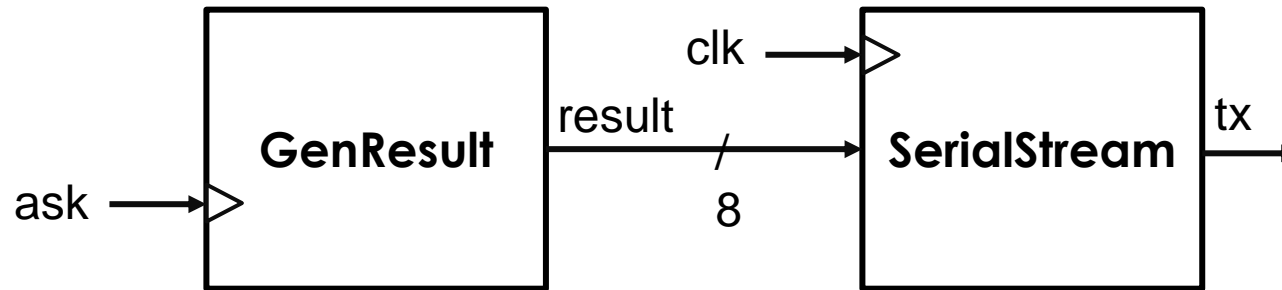 ask
GenResult
result
8
clk
SerialStream
tx